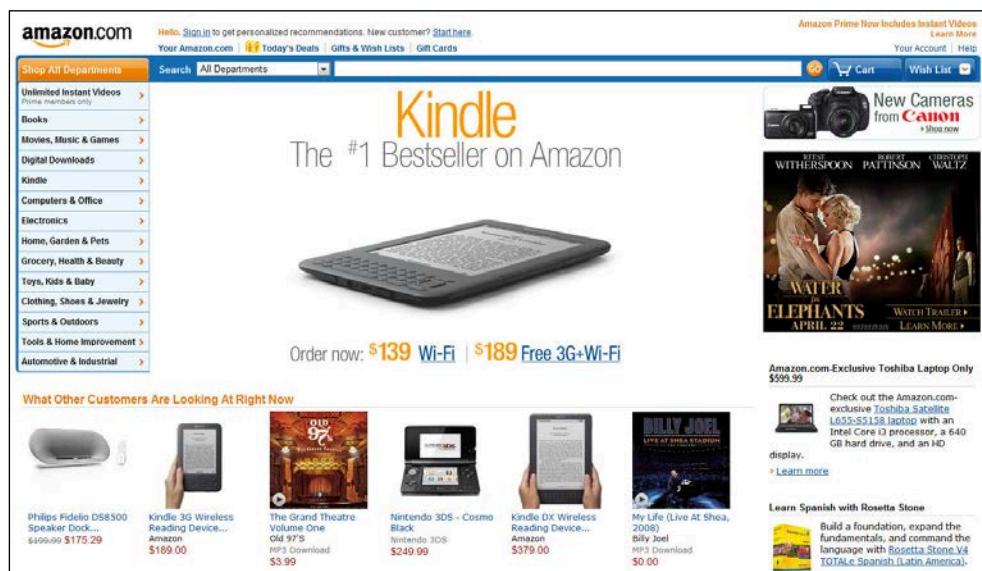 amazon.com
Hello. Sign in to get personalized recommendations. New customer? Start here.
Amazon Prime Now Includes Instant Videos
Learn More
Your Amazon.com | Today's Deals | Gifts & Wish Lists | Gift Cards
Your Account | Help
Shop All Departments
Search All Departments GO Cart Wish List
Unlimited Instant Videos
Prime members only
Books
Movies, Music & Games
Digital Downloads
Kindle
Computers & Office
Electronics
Home, Garden & Pets
Grocery, Health & Beauty
Toys, Kids & Baby
Clothing, Shoes & Jewelry
Sports & Outdoors
Tools & Home Improvement
Automotive & Industrial
Kindle
The #1 Bestseller on Amazon
Order now: $139 Wi-Fi | $189 Free 3G+Wi-Fi
New Cameras
from Canon
Shop now
REESE WITHERSPOON ROBERT PATTINSON CHRISTOPH WALTZ
WATER
for
ELEPHANTS
APRIL 22
WATCH TRAILER
LEARN MORE
Amazon.com-Exclusive Toshiba Laptop Only
$599.99
Check out the Amazon.com-
exclusive Toshiba Satellite
L655-S5158 laptop with an
Intel Core i3 processor, a 640
GB hard drive, and an HD
display.
Learn more
Learn Spanish with Rosetta Stone
Build a foundation, expand the
fundamentals, and command the
language with Rosetta Stone V4
TOTALe Spanish (Latin America).
What Other Customers Are Looking At Right Now
OLD
97's
BILLY JOEL
LIVE AT SHEA STADIUM
Philips Fidelio DS8500
Speaker Dock...
$199.99 $175.29
Kindle 3G Wireless
Reading Device...
Amazon
$189.00
The Grand Theatre
Volume One
Old 97'S
MP3 Download
$3.99
Nintendo 3DS - Cosmo
Black
Nintendo 3DS
$249.99
Kindle DX Wireless
Reading Device...
Amazon
$379.00
My Life (Live At Shea,
2008)
Billy Joel
MP3 Download
$0.00